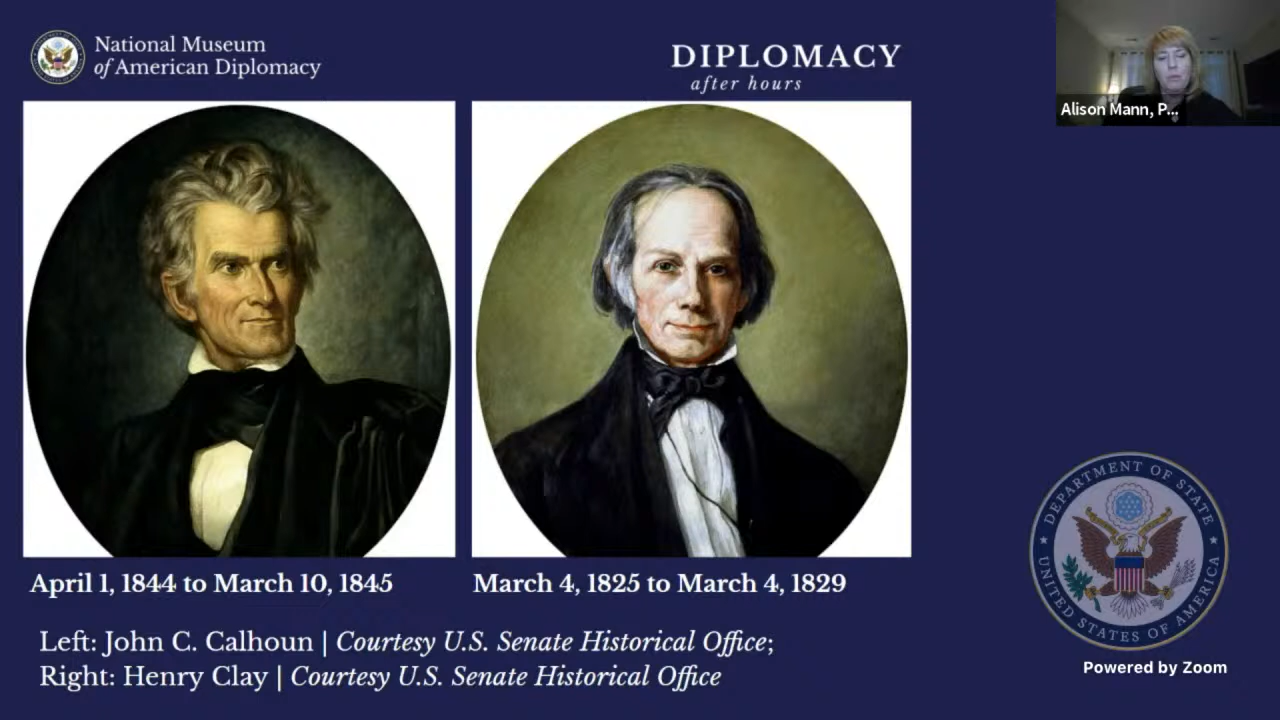 National Museum
of American Diplomacy
DIPLOMACY
after hours
Alison Mann, P...
April 1, 1844 to March 10, 1845
March 4, 1825 to March 4, 1829
Left: John C. Calhoun | Courtesy U.S. Senate Historical Office;
Right: Henry Clay | Courtesy U.S. Senate Historical Office
DEPARTMENT OF STATE
UNITED STATES OF AMERICA
Powered by Zoom